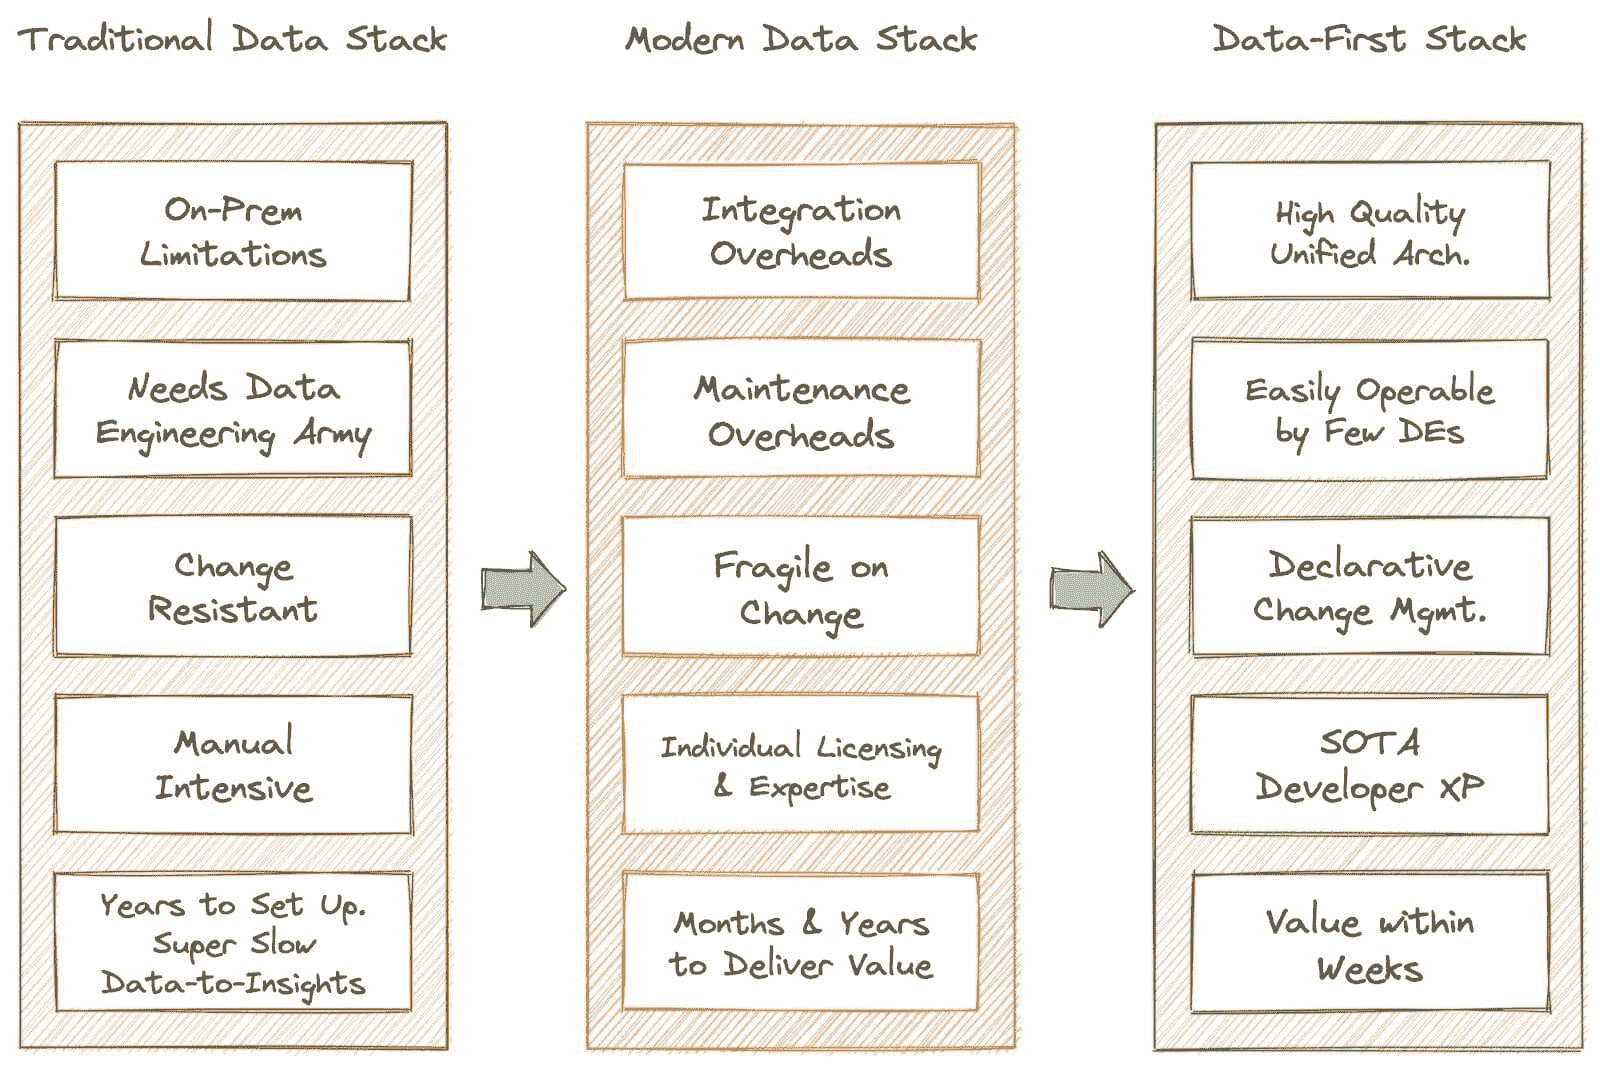 Traditional Data Stack
On-Prem
Limitations
Needs Data
Engineering Army
Change
Resistant
Manual
Intensive
Years to Set Up.
Super Slow
Data-to-Insights
Modern Data Stack
Integration
Overheads
Maintenance
Overheads
Fragile on
Change
Individual Licensing
& Expertise
Months & Years
to Deliver Value
Data-First Stack
High Quality
Unified Arch.
Easily Operable
by Few DEs
Declarative
Change Mgmt.
SOTA
Developer XP
Value within
Weeks